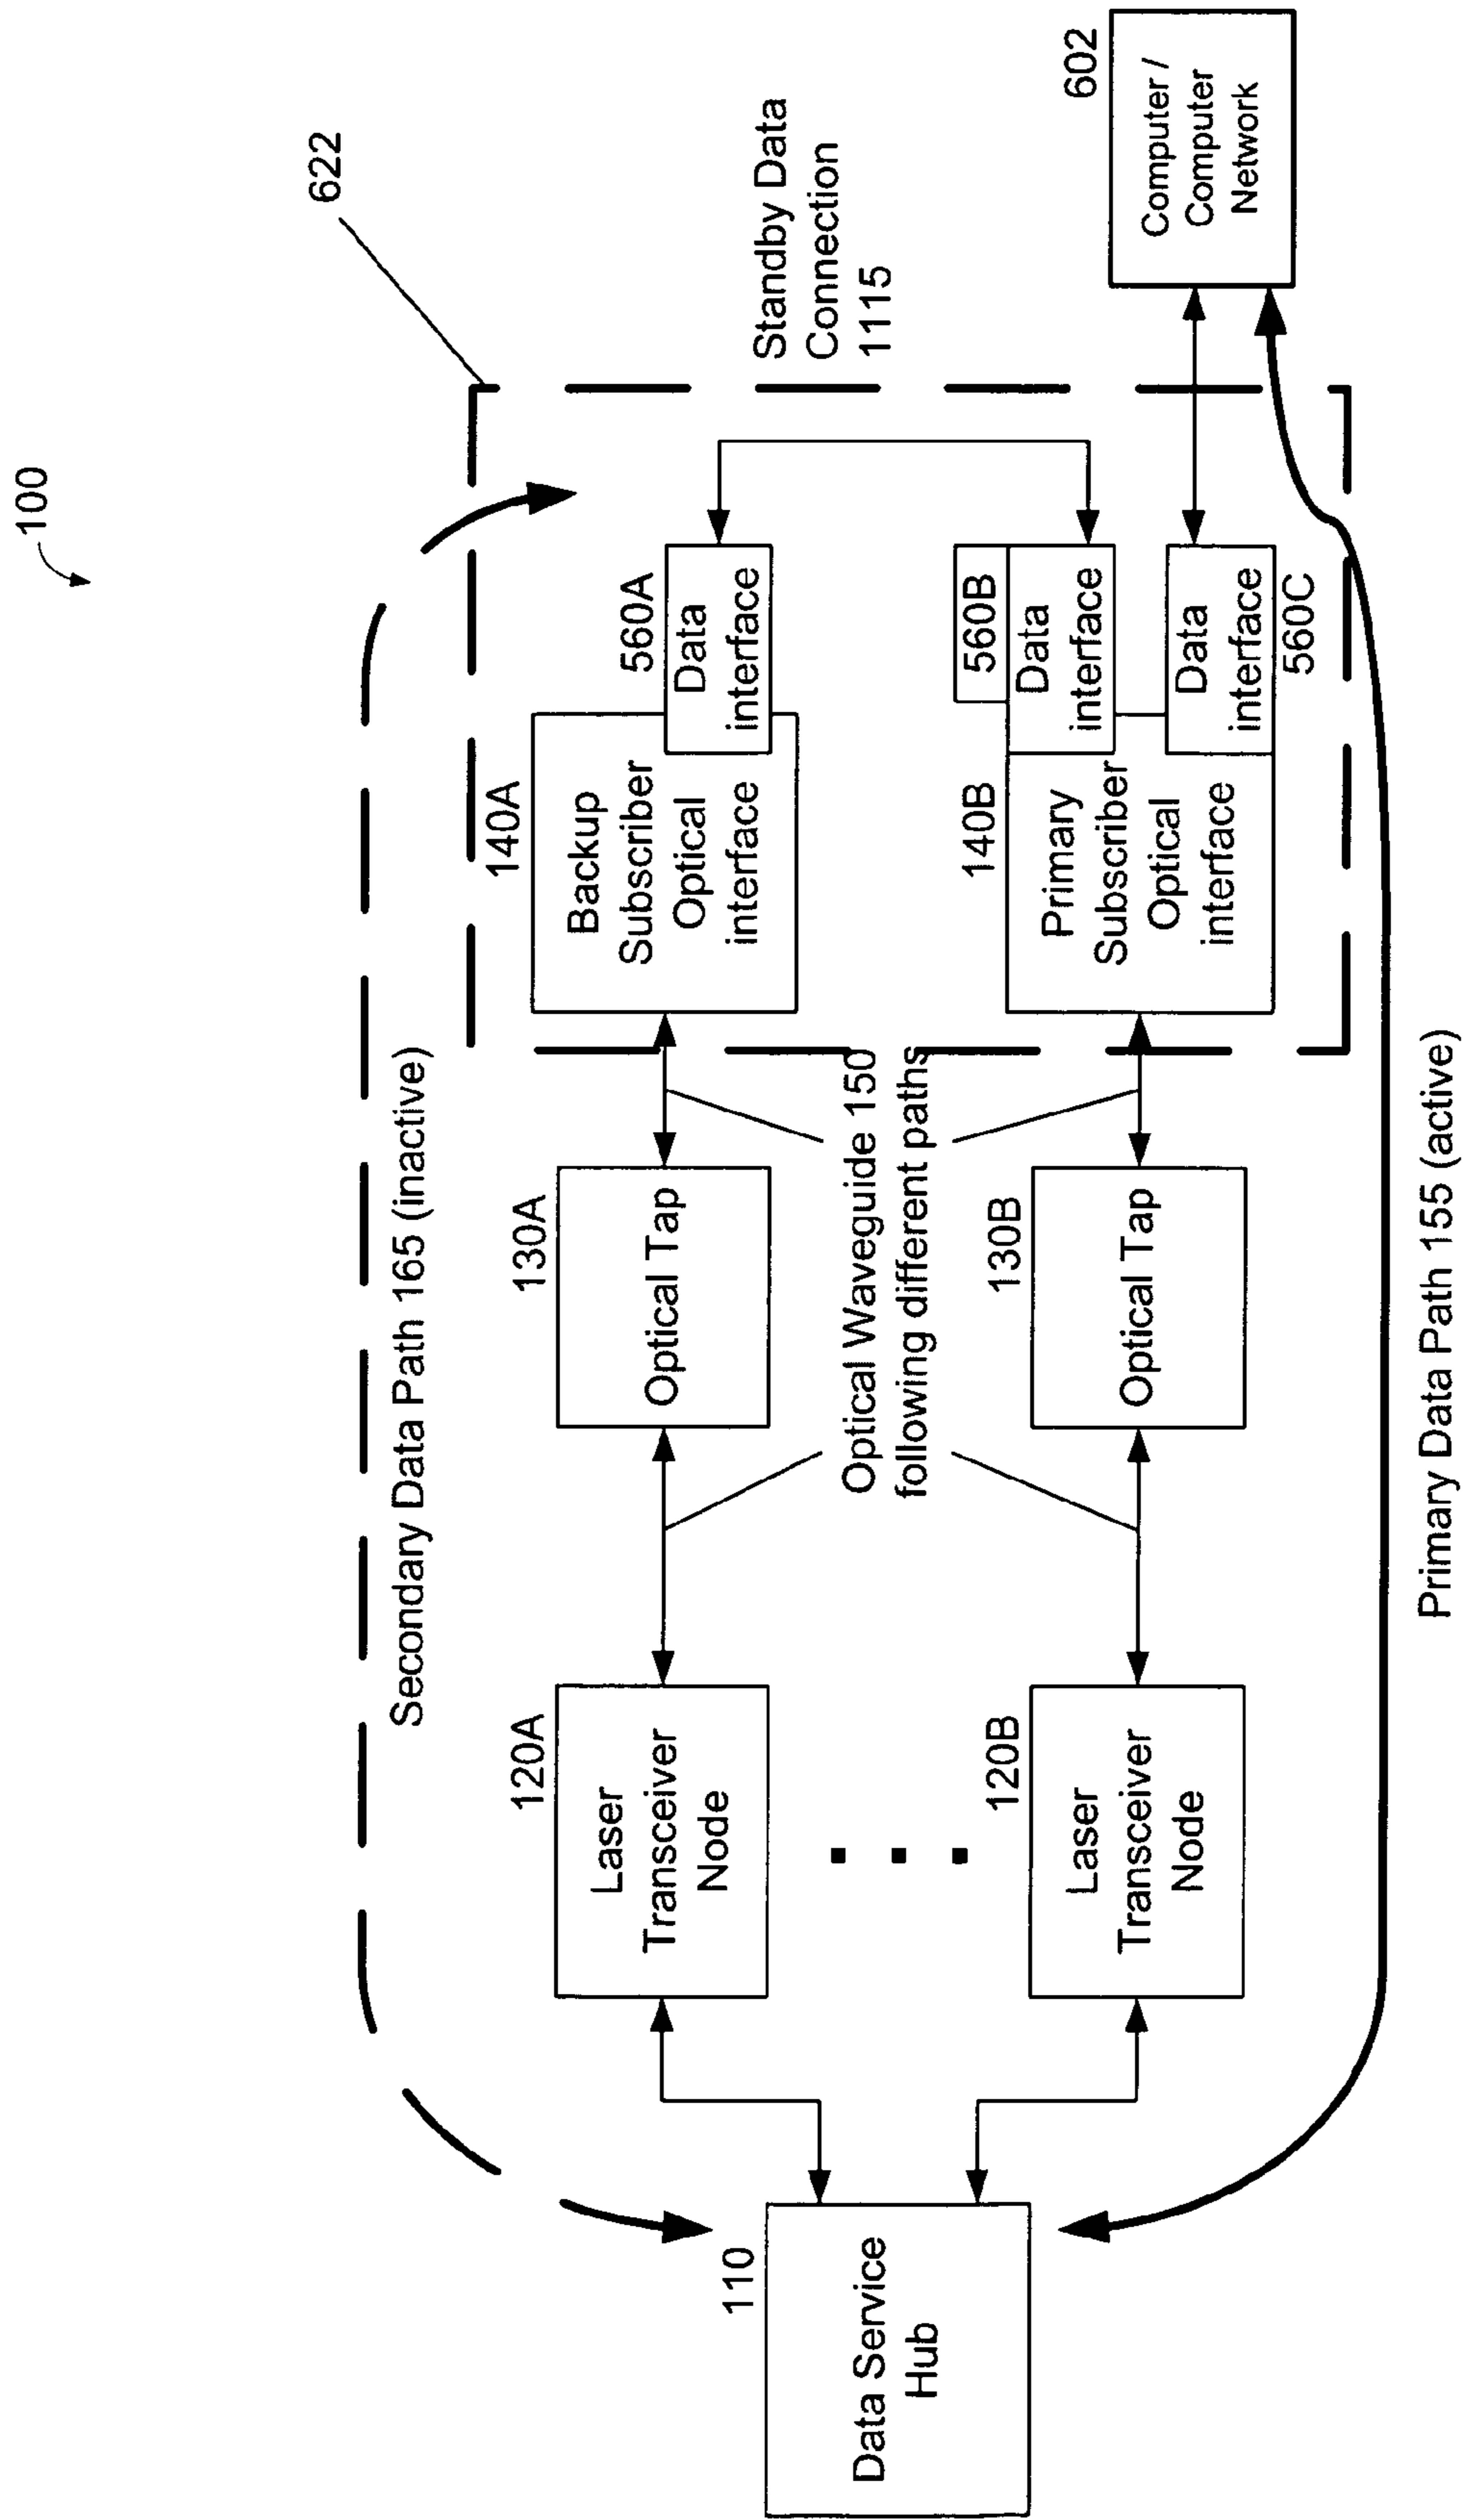 100
622
Secondary Data Path 165 (inactive)
110
Data Service
Hub
120A
Laser
Transceiver
Node
130A
Optical Tap
140A
Backup
Subscriber
Optical
interface
560A
Data
interface
Standby Data
Connection
1115
Optical Waveguide 150
following different paths
120B
Laser
Transceiver
Node
130B
Optical Tap
140B
Primary
Subscriber
Optical
interface
560B
Data
interface
Data
interface
560C
602
Computer /
Computer
Network
Primary Data Path 155 (active)